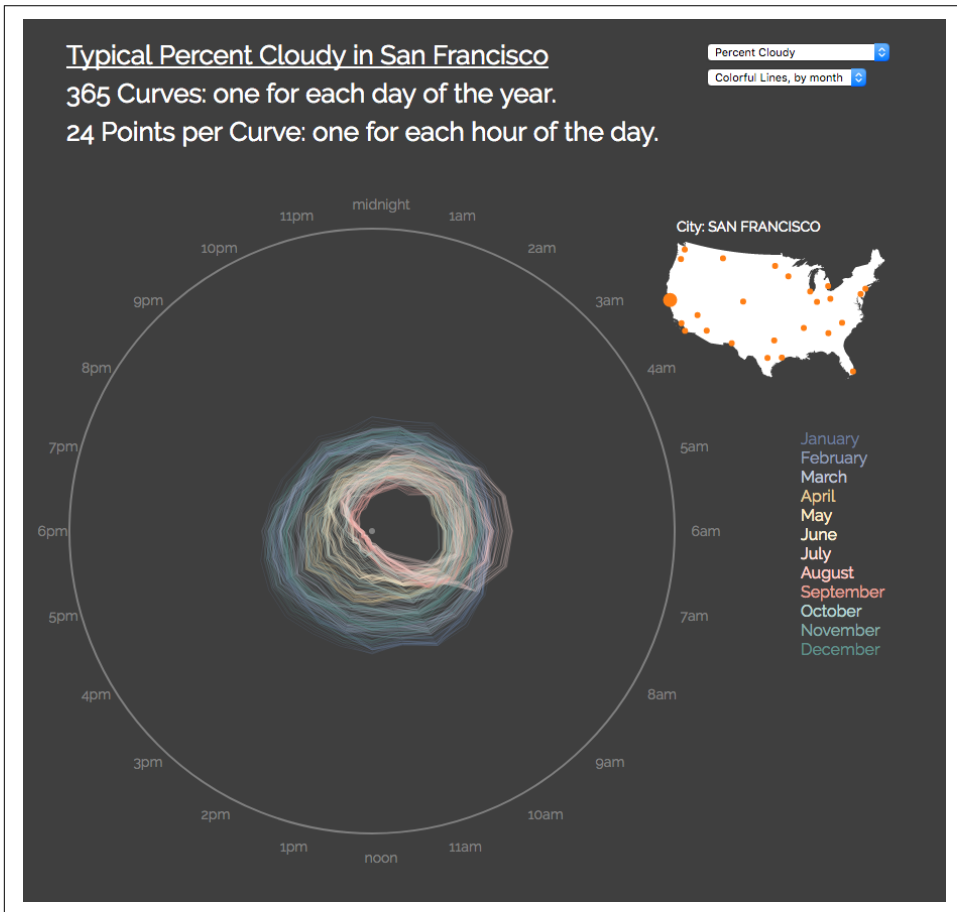 Typical Percent Cloudy in San Francisco
365 Curves: one for each day of the year.
24 Points per Curve: one for each hour of the day.
Percent Cloudy
Colorful Lines, by month
midnight
1am
2am
3am
4am
5am
6am
7am
8am
9am
10am
11am
noon
1pm
2pm
3pm
4pm
5pm
6pm
7pm
8pm
9pm
10pm
11pm
City: SAN FRANCISCO
January
February
March
April
May
June
July
August
September
October
November
December